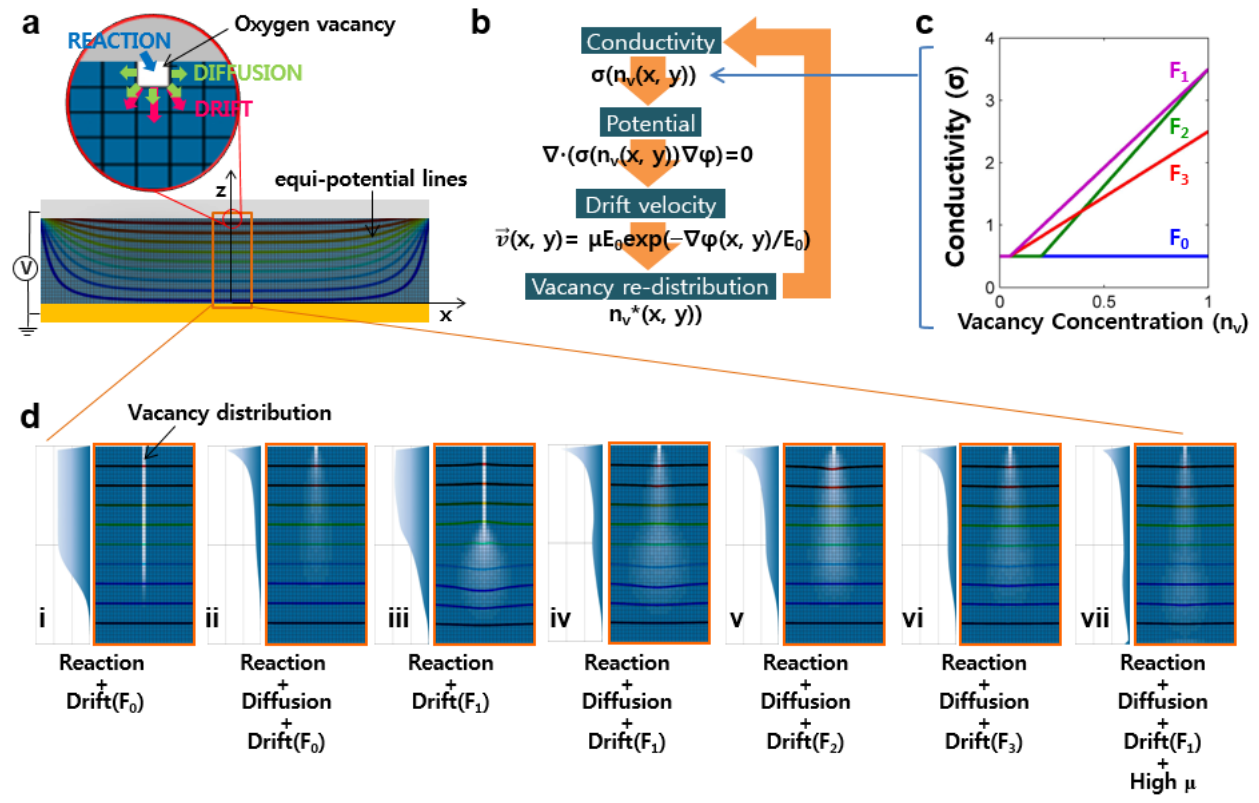 a
Oxygen vacancy
REACTION
DIFFUSION
DRIFT
z
equi-potential lines
V
x
b
Conductivity
σ(nᵥ(x, y))
Potential
∇·(σ(nᵥ(x, y))∇φ)=0
Drift velocity
v⃗(x, y)= μE₀exp(−∇φ(x, y)/E₀)
Vacancy re-distribution
nᵥ*(x, y))
c
Conductivity (σ)
4
3
2
1
0
0
0.5
1
F₁
F₂
F₃
F₀
Vacancy Concentration (nᵥ)
d
Vacancy distribution
i
Reaction
+
Drift(F₀)
ii
Reaction
+
Diffusion
+
Drift(F₀)
iii
Reaction
+
Drift(F₁)
iv
Reaction
+
Diffusion
+
Drift(F₁)
v
Reaction
+
Diffusion
+
Drift(F₂)
vi
Reaction
+
Diffusion
+
Drift(F₃)
vii
Reaction
+
Diffusion
+
Drift(F₁)
+
High μ